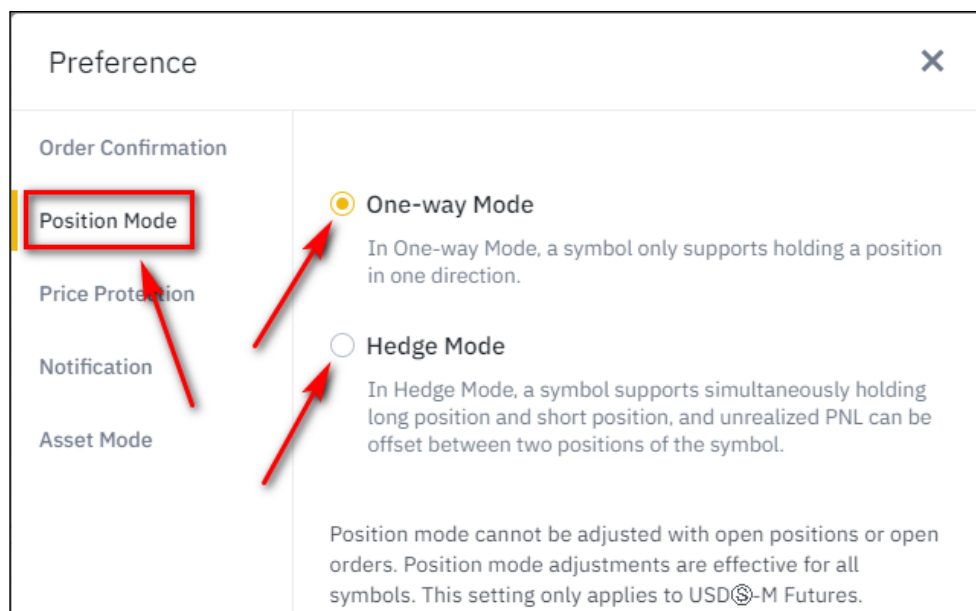 Preference
Order Confirmation
Position Mode
Price Protection
Notification
Asset Mode
One-way Mode
In One-way Mode, a symbol only supports holding a position
in one direction.
Hedge Mode
In Hedge Mode, a symbol supports simultaneously holding
long position and short position, and unrealized PNL can be
offset between two positions of the symbol.
Position mode cannot be adjusted with open positions or open
orders. Position mode adjustments are effective for all
symbols. This setting only applies to USDⓈ-M Futures.